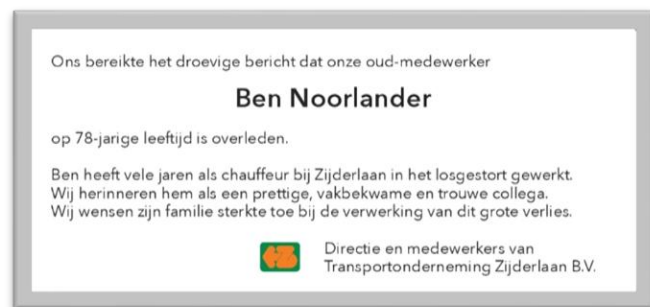 Ons bereikte het droevige bericht dat onze oud-medewerker
Ben Noorlander
op 78-jarige leeftijd is overleden.
Ben heeft vele jaren als chauffeur bij Zijderlaan in het losgestort gewerkt.
Wij herinneren hem als een prettige, vakbekwame en trouwe collega.
Wij wensen zijn familie sterkte toe bij de verwerking van dit grote verlies.
Directie en medewerkers van
Transportonderneming Zijderlaan B.V.